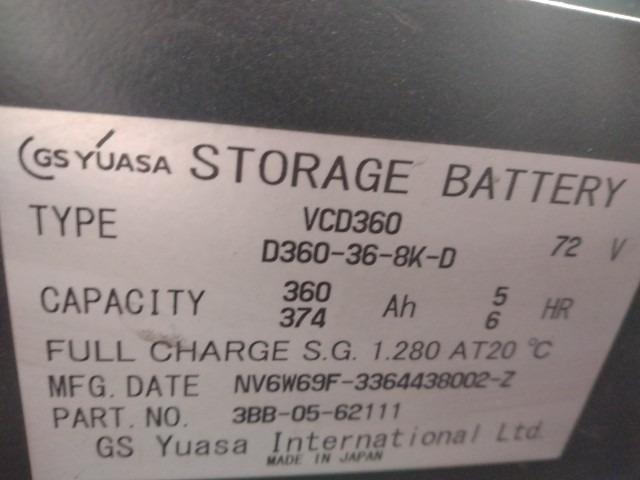 GS YUASA STORAGE BATTERY
TYPE VCD360
D360-36-8K-D 72 V
CAPACITY 360 Ah 5 HR
374 6
FULL CHARGE S.G. 1.280 AT20 ℃
MFG. DATE NV6W69F-3364438002-Z
PART. NO. 3BB-05-62111
GS Yuasa International Ltd.
MADE IN JAPAN